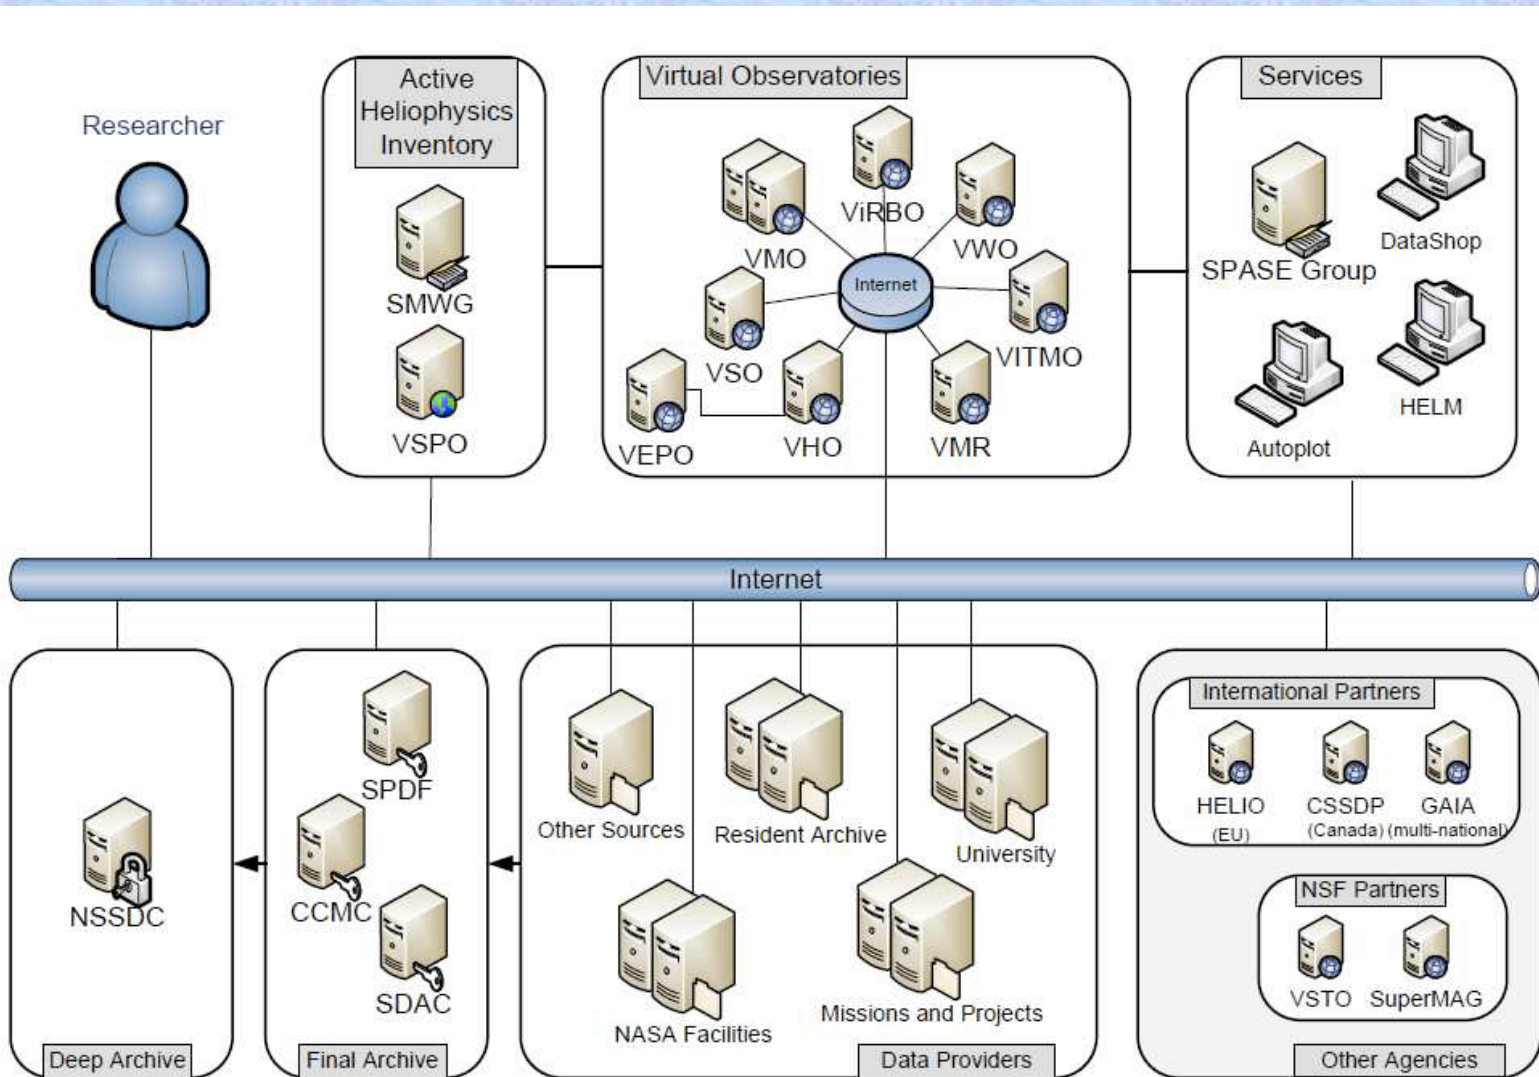 Researcher
Active
Heliophysics
Inventory
SMWG
VSPO
Virtual Observatories
ViRBO
VMO
VWO
Internet
VSO
VITMO
VEPO
VHO
VMR
Services
DataShop
SPASE Group
HELM
Autoplot
Internet
NSSDC
Deep Archive
SPDF
CCMC
SDAC
Final Archive
Other Sources
Resident Archive
University
NASA Facilities
Missions and Projects
Data Providers
International Partners
HELIO
(EU)
CSSDP
(Canada)
GAIA
(multi-national)
NSF Partners
VSTO
SuperMAG
Other Agencies